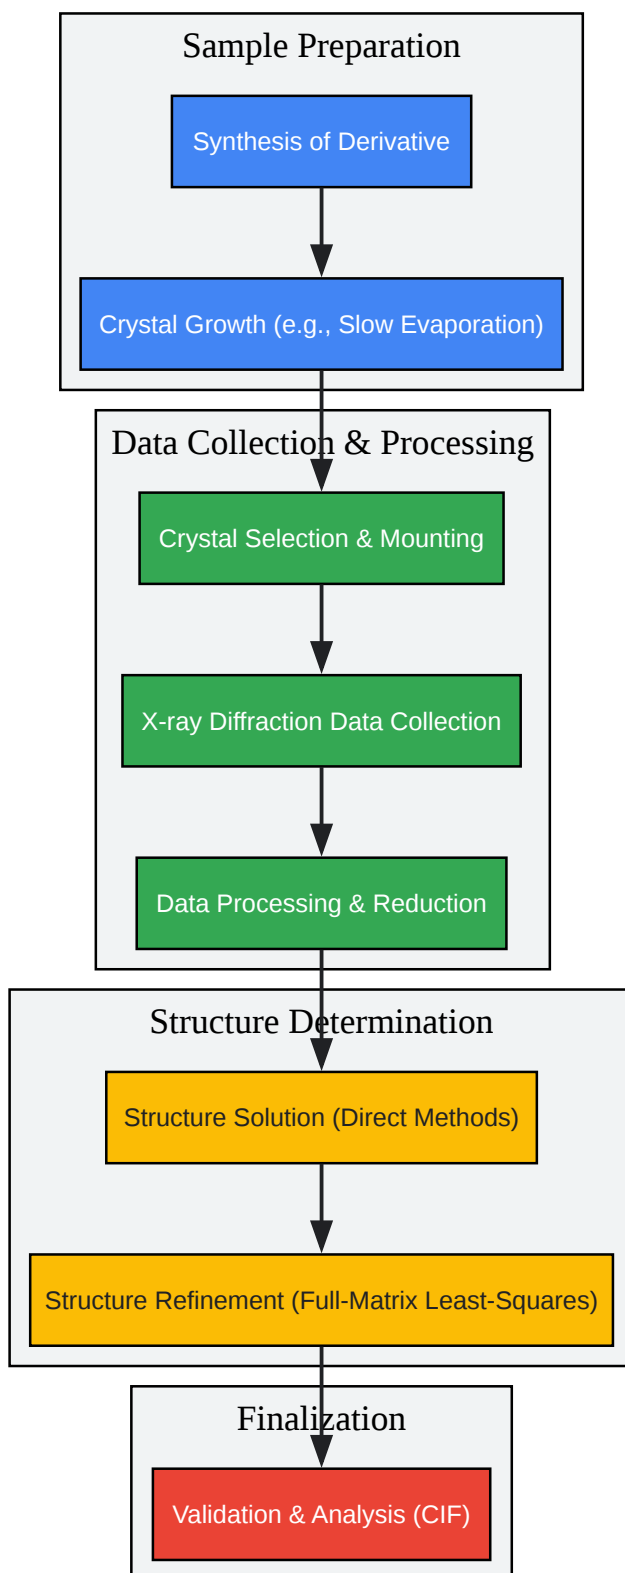 Sample Preparation
Synthesis of Derivative
Crystal Growth (e.g., Slow Evaporation)
Data Collection & Processing
Crystal Selection & Mounting
X-ray Diffraction Data Collection
Data Processing & Reduction
Structure Determination
Structure Solution (Direct Methods)
Structure Refinement (Full-Matrix Least-Squares)
Finalization
Validation & Analysis (CIF)